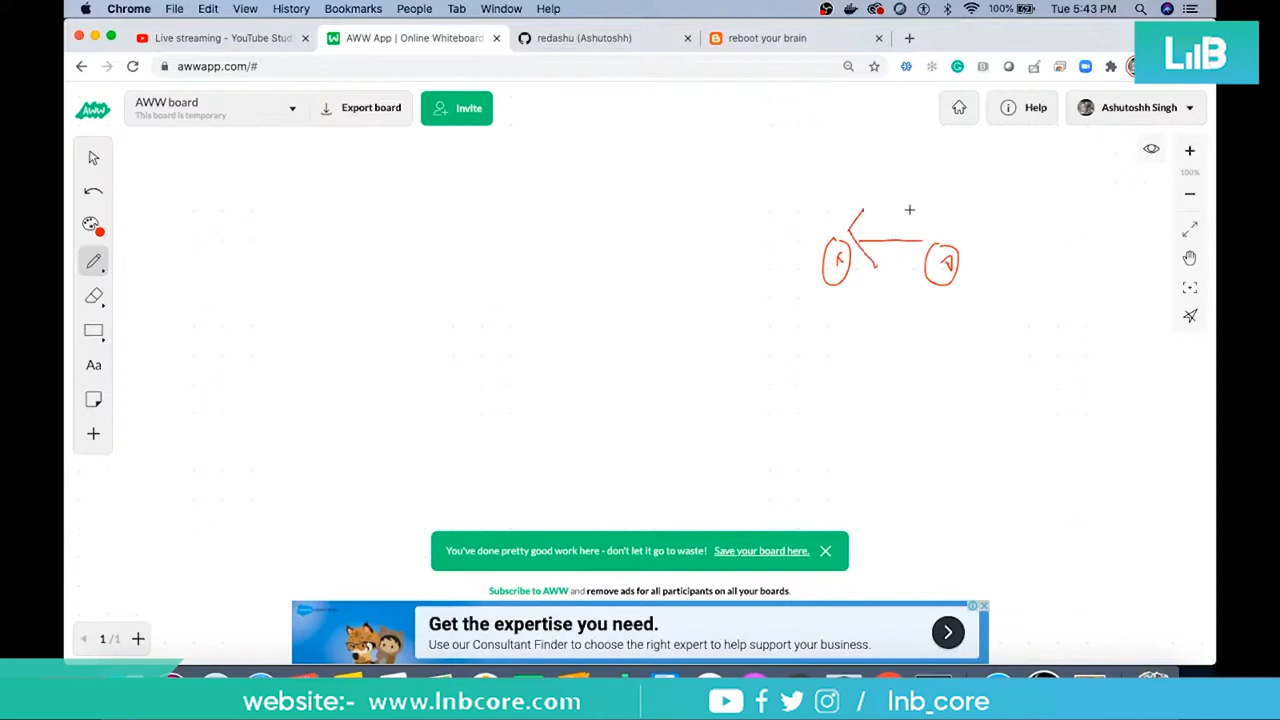 Chrome File Edit View History Bookmarks People Tab Window Help
100% Tue 5:43 PM
Live streaming - YouTube Stud
AWW App | Online Whiteboard
redashu (Ashutoshh)
reboot your brain
LNB
awwapp.com/#
AWW board
This board is temporary
Export board
Invite
Help
Ashutoshh Singh
100%
Aa
You've done pretty good work here - don't let it go to waste! Save your board here.
Subscribe to AWW and remove ads for all participants on all your boards.
Get the expertise you need.
Use our Consultant Finder to choose the right expert to help support your business.
1 / 1
website:- www.lnbcore.com
/ lnb_core